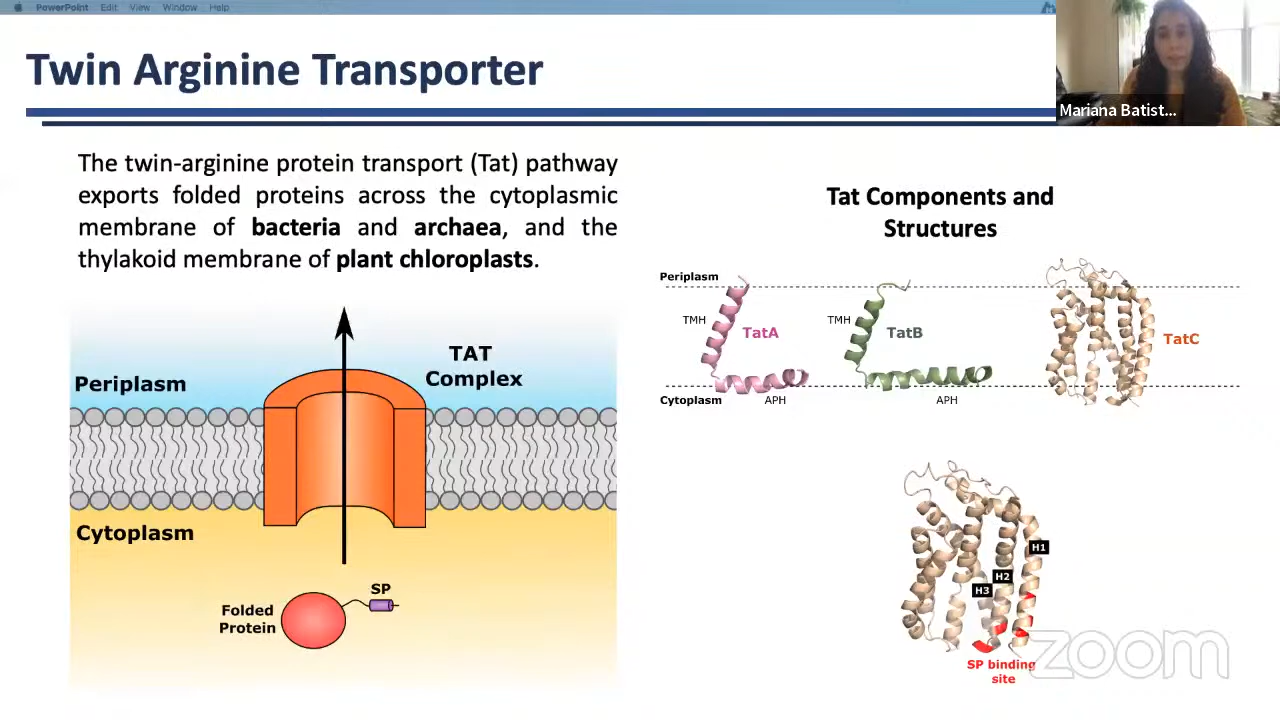 PowerPoint Edit View Window Help
Twin Arginine Transporter
Mariana Batist...
The twin-arginine protein transport (Tat) pathway
exports folded proteins across the cytoplasmic
membrane of bacteria and archaea, and the
thylakoid membrane of plant chloroplasts.
TAT
Complex
Periplasm
Cytoplasm
SP
Folded
Protein
Tat Components and
Structures
Periplasm
TMH
TatA
TMH
TatB
TatC
Cytoplasm
APH
APH
H1
H2
H3
SP binding
site
zoom